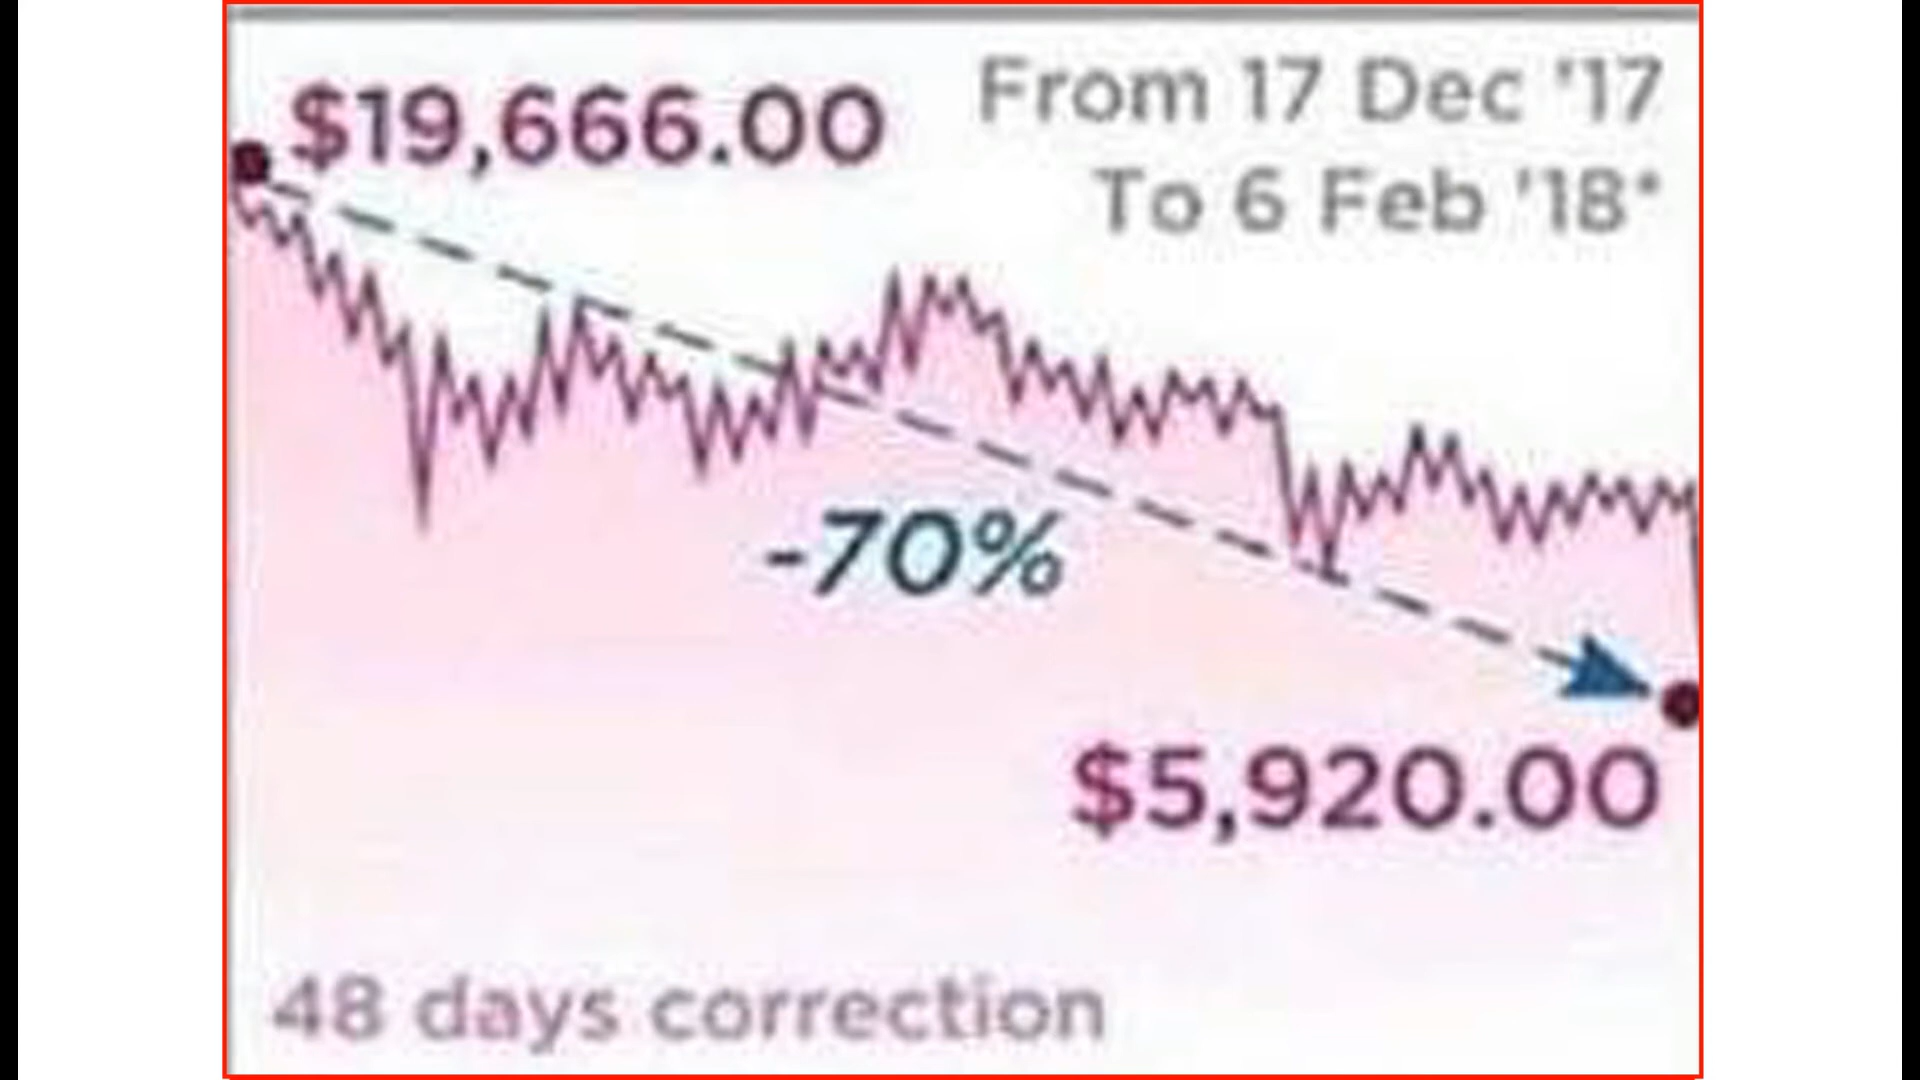 $19,666.00
From 17 Dec '17
To 6 Feb '18*
-70%
$5,920.00
48 days correction